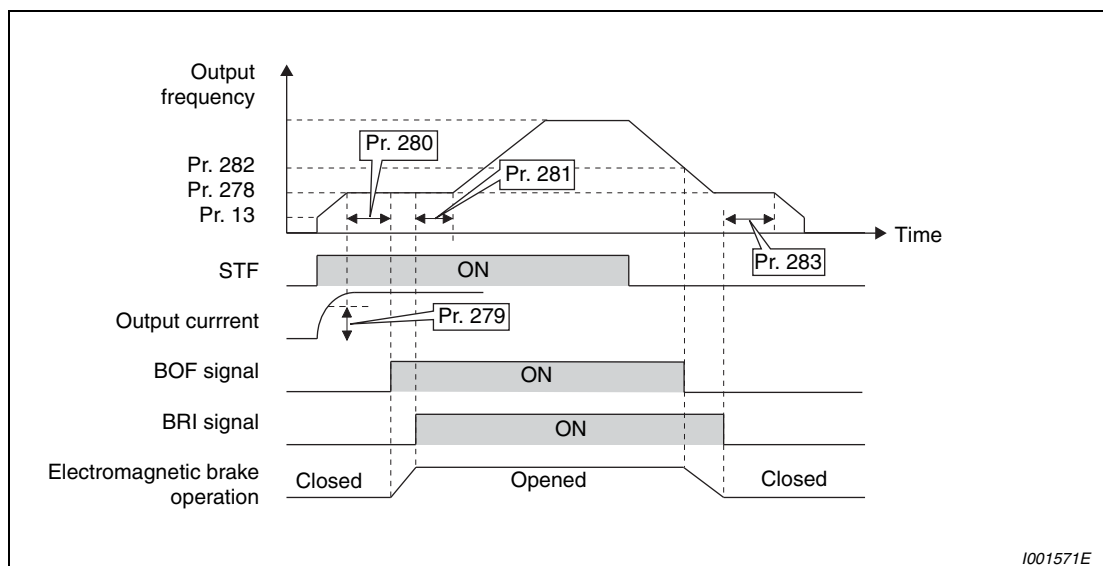 Output
frequency
Pr. 280
Pr. 282
Pr. 281
Pr. 278
Pr. 13
Time
Pr. 283
STF
ON
Output currrent
Pr. 279
BOF signal
ON
BRI signal
ON
Electromagnetic brake
operation
Closed
Opened
Closed
I001571E